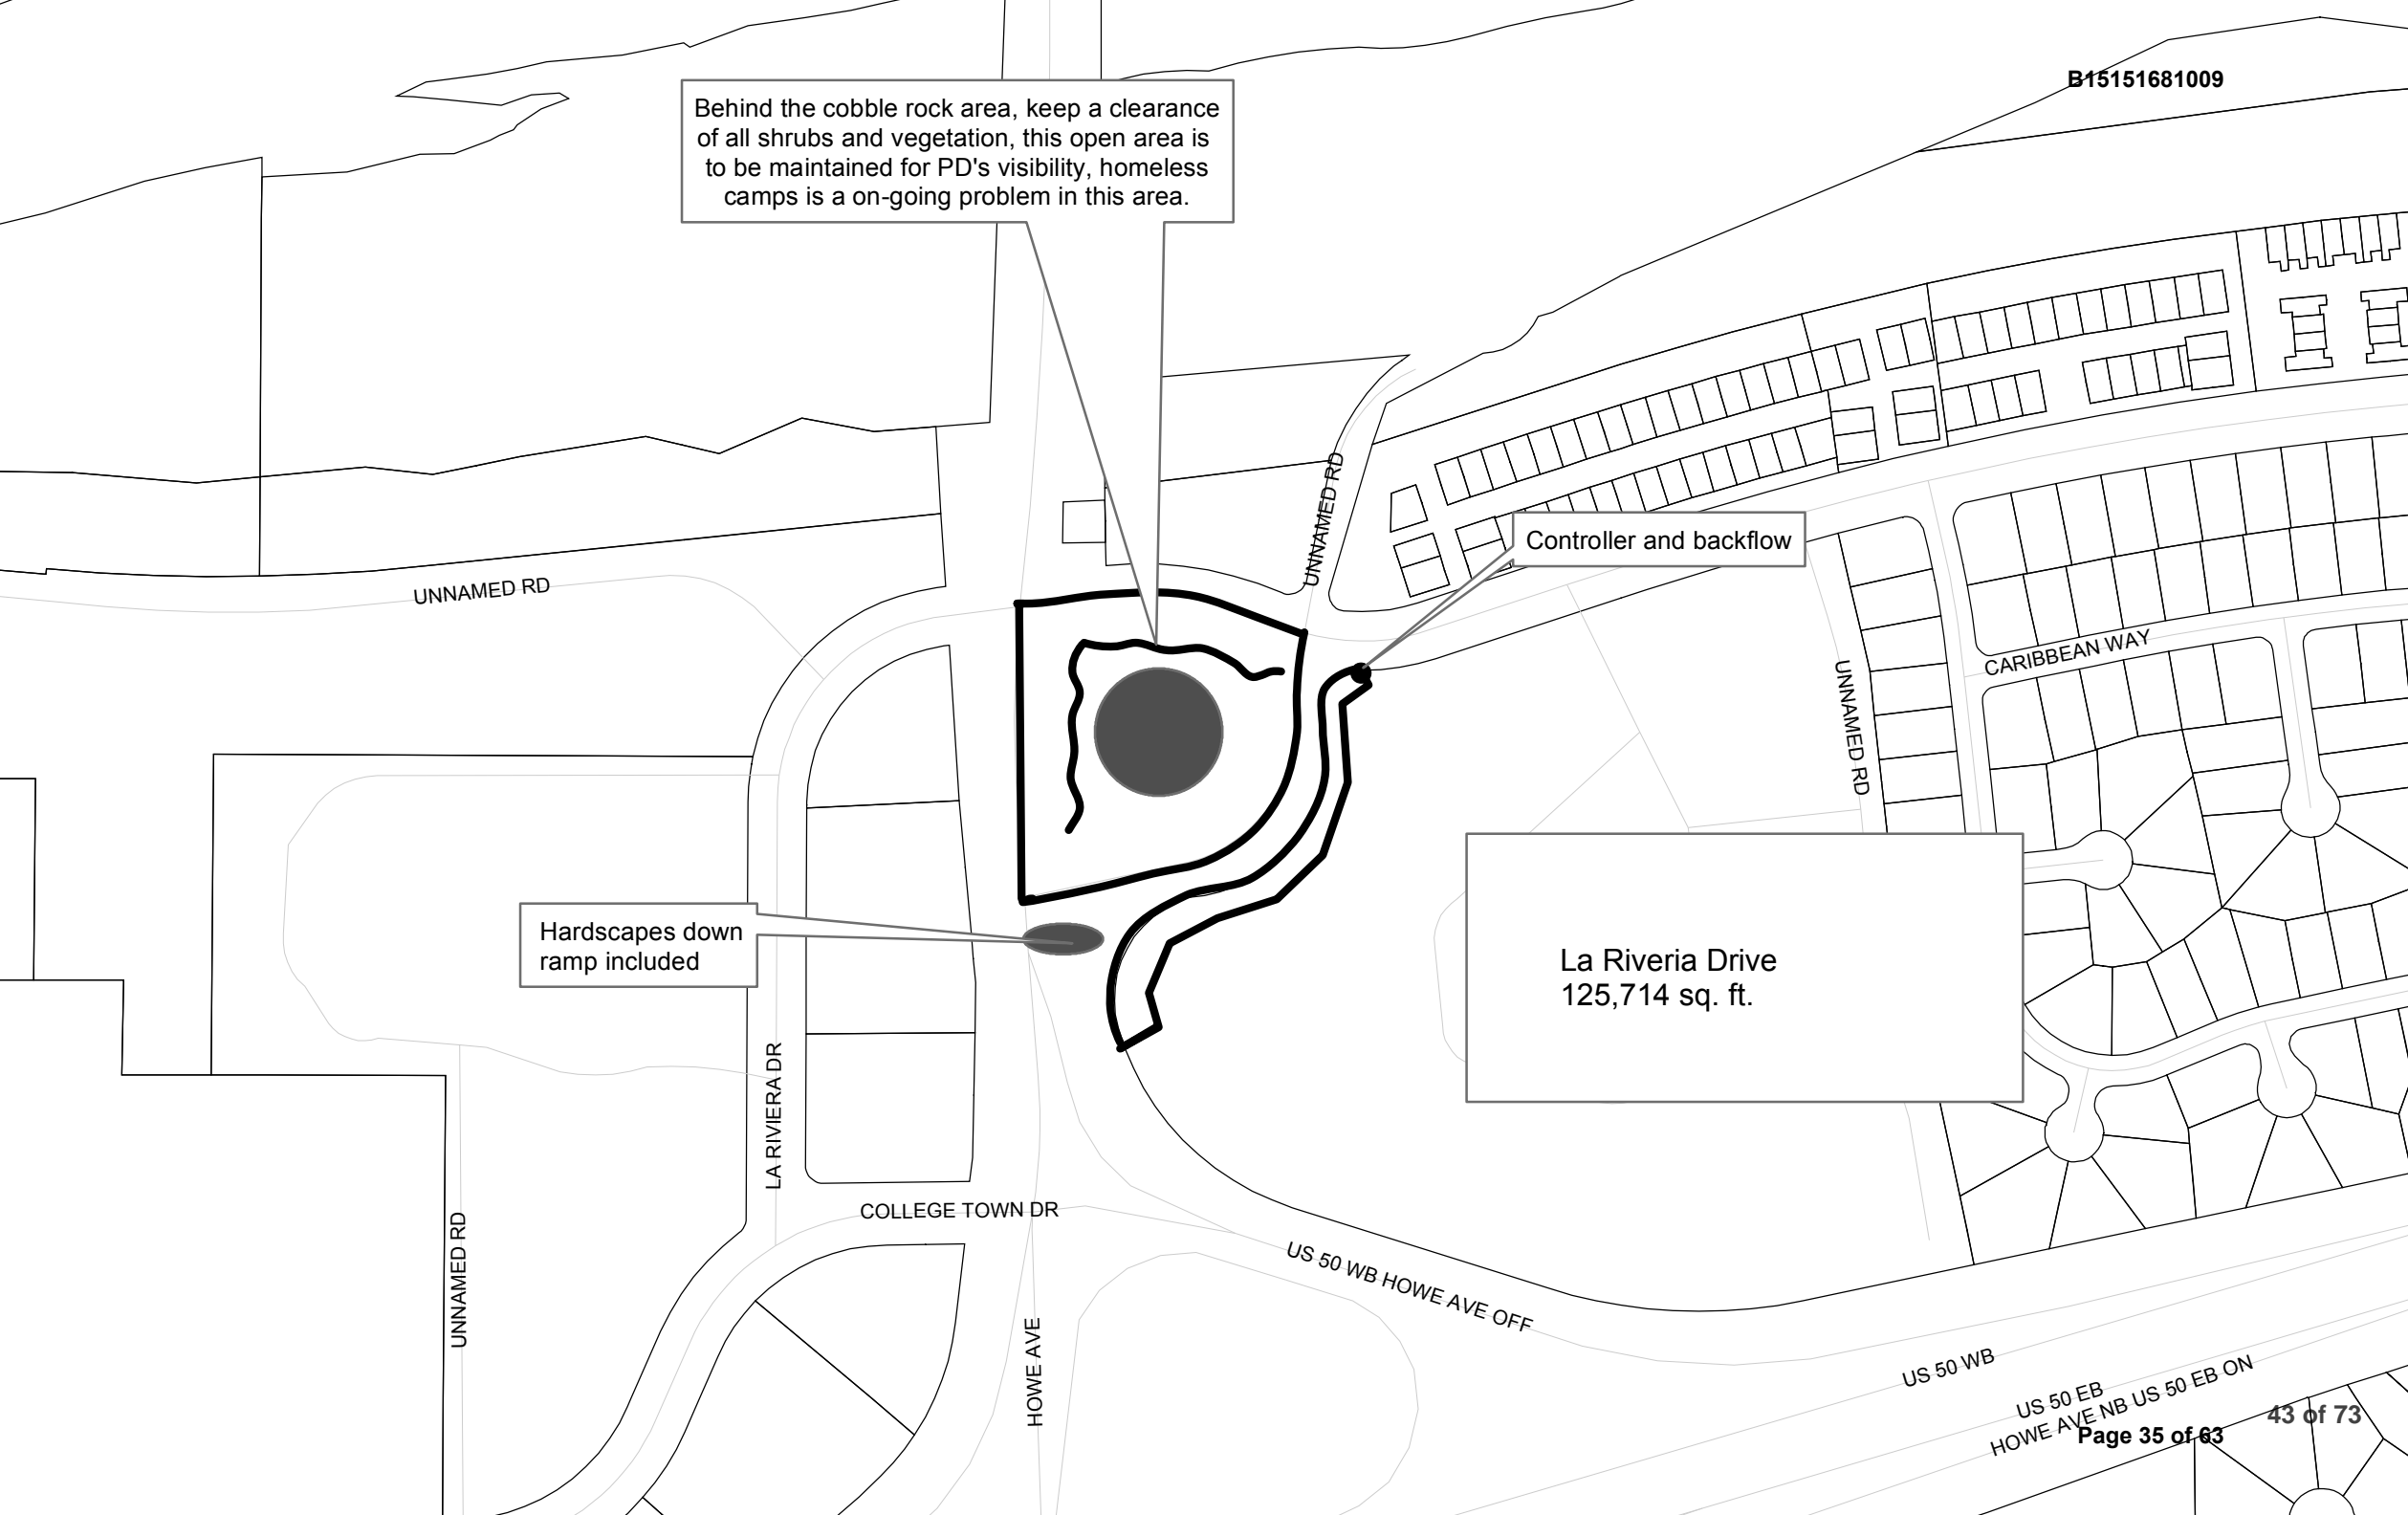 B15151681009
Behind the cobble rock area, keep a clearance
of all shrubs and vegetation, this open area is
to be maintained for PD's visibility, homeless
camps is a on-going problem in this area.
UNNAMED RD
Controller and backflow
UNNAMED RD
CARIBBEAN WAY
UNNAMED RD
Hardscapes down
ramp included
La Riveria Drive
125,714 sq. ft.
LA RIVIERA DR
COLLEGE TOWN DR
UNNAMED RD
US 50 WB HOWE AVE OFF
HOWE AVE
US 50 WB
US 50 EB
HOWE AVE NB US 50 EB ON
43 of 73
Page 35 of 63